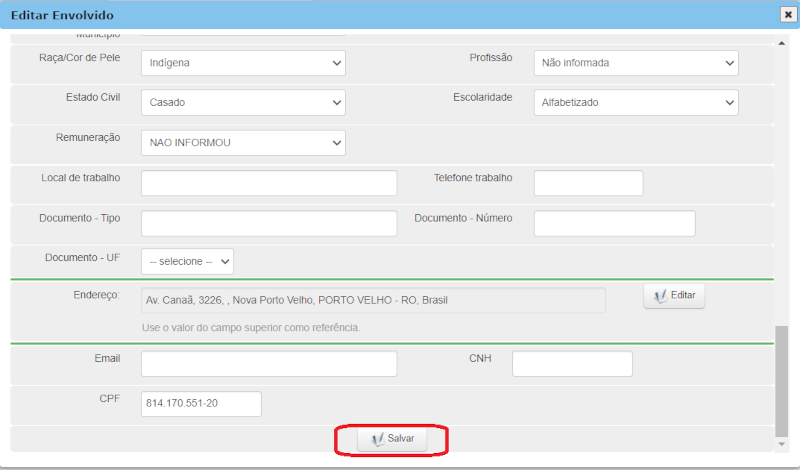 Editar Envolvido
Município
Raça/Cor de Pele Indígena Profissão Não informada
Estado Civil Casado Escolaridade Alfabetizado
Remuneração NAO INFORMOU
Local de trabalho Telefone trabalho
Documento - Tipo Documento - Número
Documento - UF -- selecione --
Endereço: Av. Canaã, 3226, , Nova Porto Velho, PORTO VELHO - RO, Brasil Editar
Use o valor do campo superior como referência.
Email CNH
CPF 814.170.551-20
Salvar